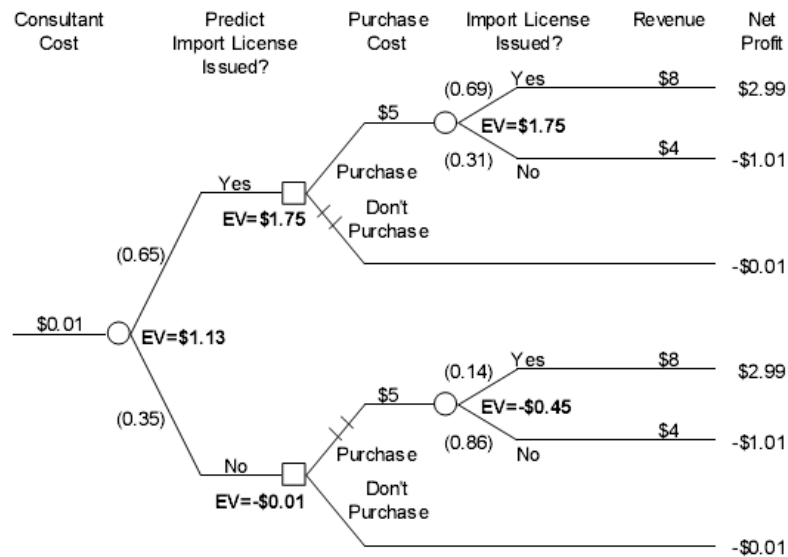 Consultant
Cost
Predict
Import License
Issued?
Purchase
Cost
Import License
Issued?
Revenue
Net
Profit
(0.69)
Yes
$8
$2.99
$5
EV=$1.75
(0.31)
No
$4
-$1.01
Yes
Purchase
EV=$1.75
Don't
Purchase
(0.65)
-$0.01
$0.01
EV=$1.13
(0.14)
Yes
$8
$2.99
$5
EV=-$0.45
(0.35)
(0.86)
No
$4
-$1.01
No
Purchase
EV=-$0.01
Don't
Purchase
-$0.01